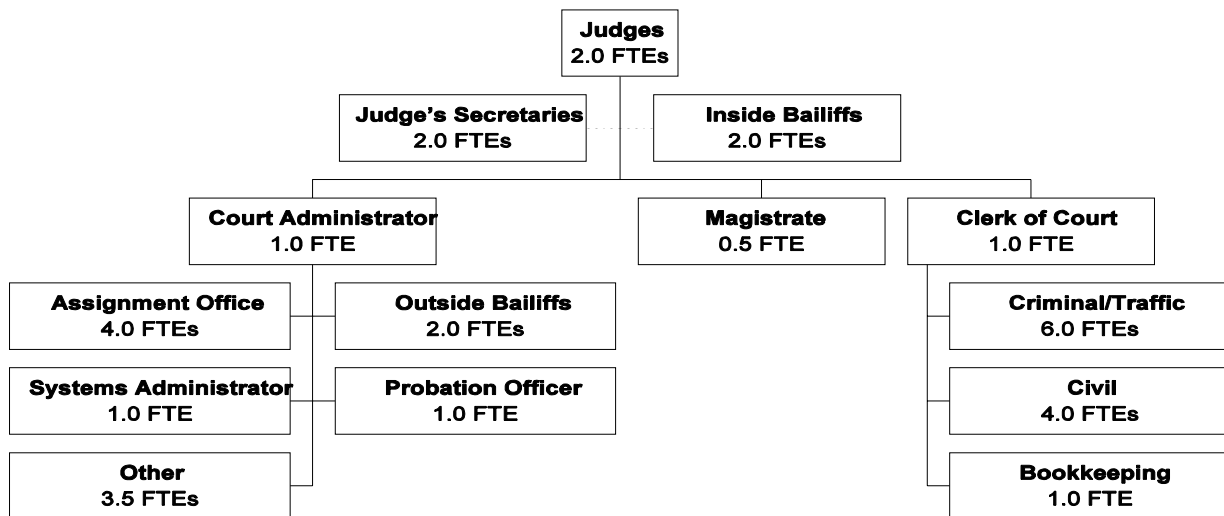 Judges
2.0 FTEs
Judge's Secretaries
2.0 FTEs
Inside Bailiffs
2.0 FTEs
Court Administrator
1.0 FTE
Magistrate
0.5 FTE
Clerk of Court
1.0 FTE
Assignment Office
4.0 FTEs
Outside Bailiffs
2.0 FTEs
Criminal/Traffic
6.0 FTEs
Systems Administrator
1.0 FTE
Probation Officer
1.0 FTE
Civil
4.0 FTEs
Other
3.5 FTEs
Bookkeeping
1.0 FTE